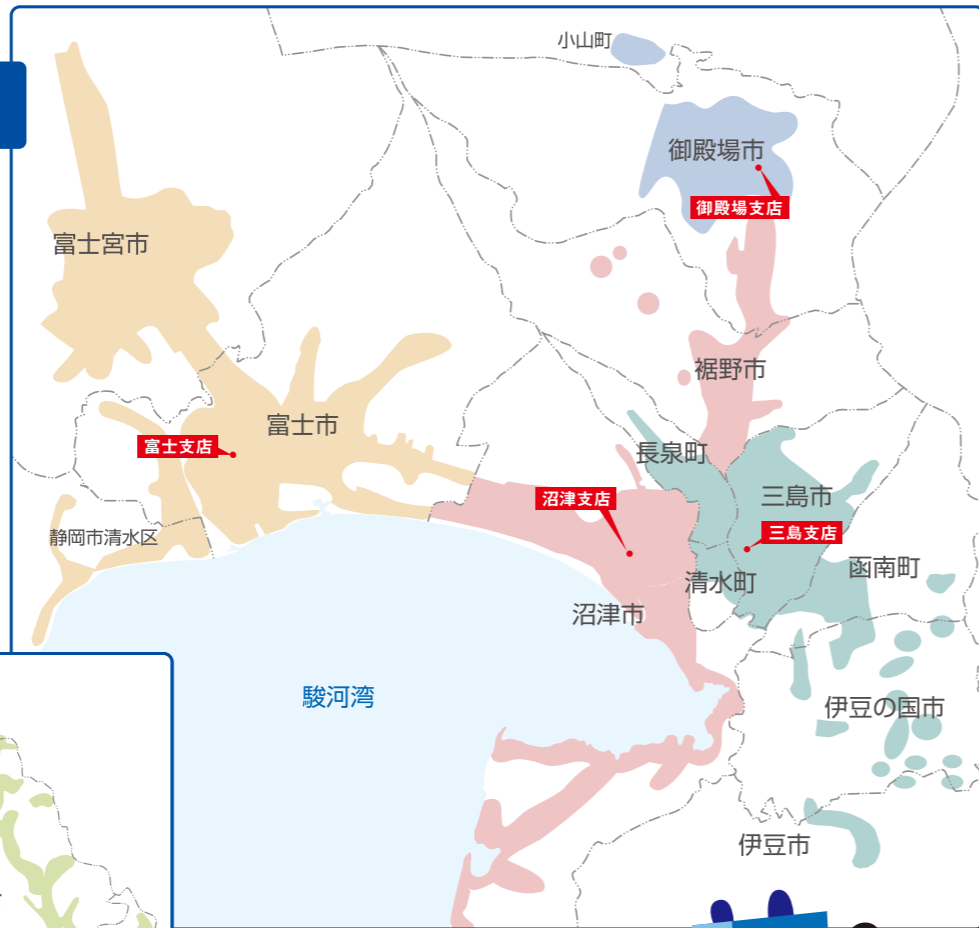 小山町
御殿場市
御殿場支店
富士宮市
裾野市
富士市
富士支店
長泉町
三島市
沼津支店
三島支店
静岡市清水区
函南町
清水町
沼津市
駿河湾
伊豆の国市
伊豆市